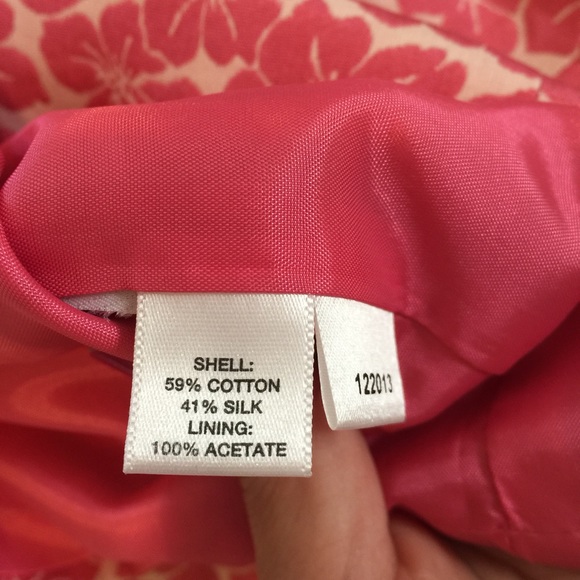 SHELL:
59% COTTON
41% SILK
LINING:
100% ACETATE
122013